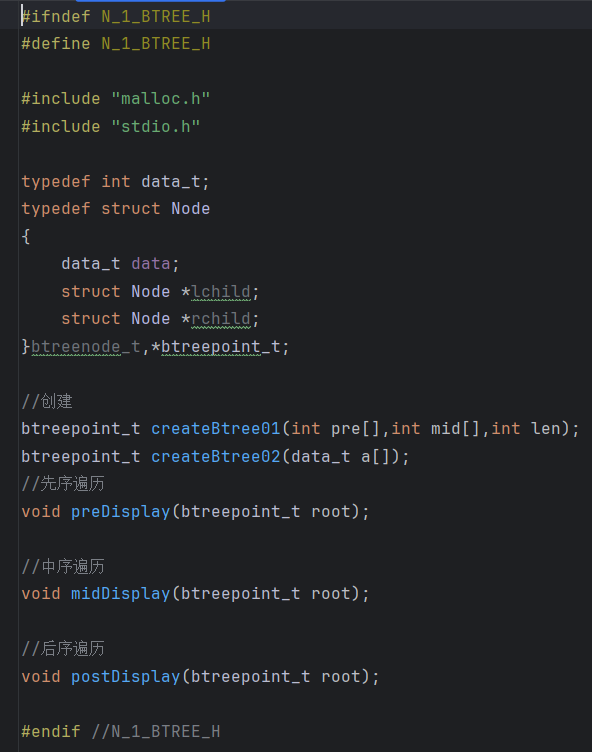 #ifndef N_1_BTREE_H
#define N_1_BTREE_H
#include "malloc.h"
#include "stdio.h"
typedef int data_t;
typedef struct Node
{
    data_t data;
    struct Node *lchild;
    struct Node *rchild;
}btreenode_t,*btreepoint_t;
//创建
btreepoint_t createBtree01(int pre[],int mid[],int len);
btreepoint_t createBtree02(data_t a[]);
//先序遍历
void preDisplay(btreepoint_t root);
//中序遍历
void midDisplay(btreepoint_t root);
//后序遍历
void postDisplay(btreepoint_t root);
#endif //N_1_BTREE_H